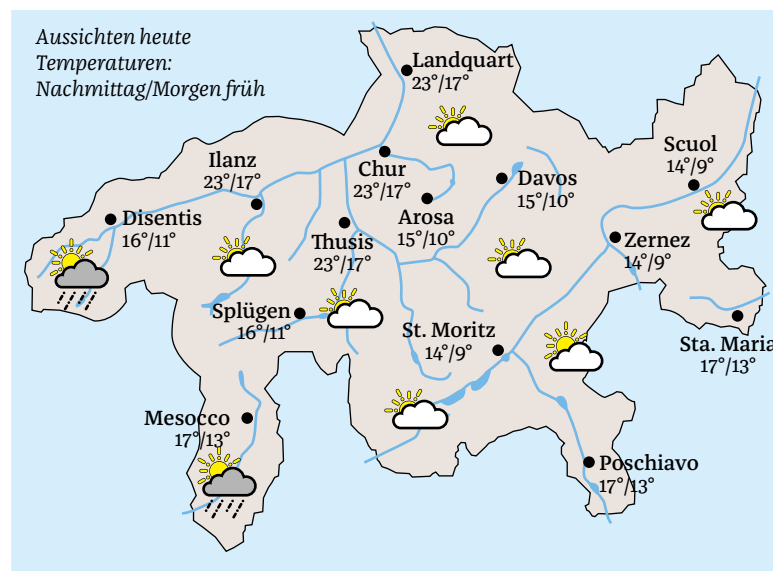 Aussichten heute
Temperaturen:
Nachmittag/Morgen früh
Landquart
23°/17°
Chur
23°/17°
Ilanz
23°/17°
Disentis
16°/11°
Thusis
23°/17°
Arosa
15°/10°
Davos
15°/10°
Scuol
14°/9°
Zernez
14°/9°
Splügen
16°/11°
St. Moritz
14°/9°
Sta. Maria
17°/13°
Mesocco
17°/13°
Poschiavo
17°/13°